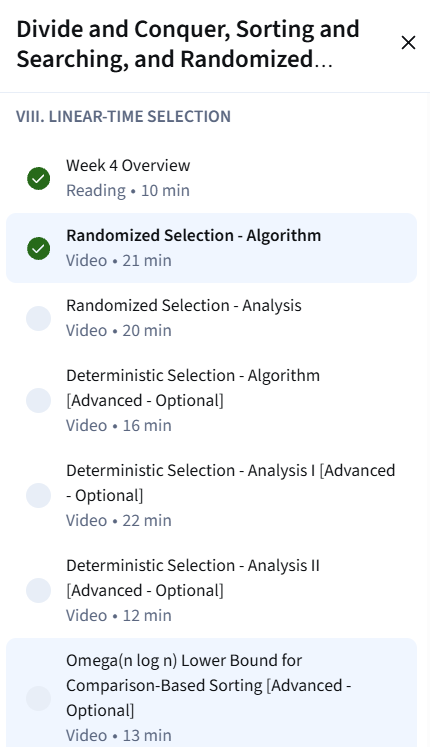 Divide and Conquer, Sorting and
Searching, and Randomized...
VIII. LINEAR-TIME SELECTION
Week 4 Overview
Reading • 10 min
Randomized Selection - Algorithm
Video • 21 min
Randomized Selection - Analysis
Video • 20 min
Deterministic Selection - Algorithm
[Advanced - Optional]
Video • 16 min
Deterministic Selection - Analysis I [Advanced
- Optional]
Video • 22 min
Deterministic Selection - Analysis II
[Advanced - Optional]
Video • 12 min
Omega(n log n) Lower Bound for
Comparison-Based Sorting [Advanced -
Optional]
Video • 13 min